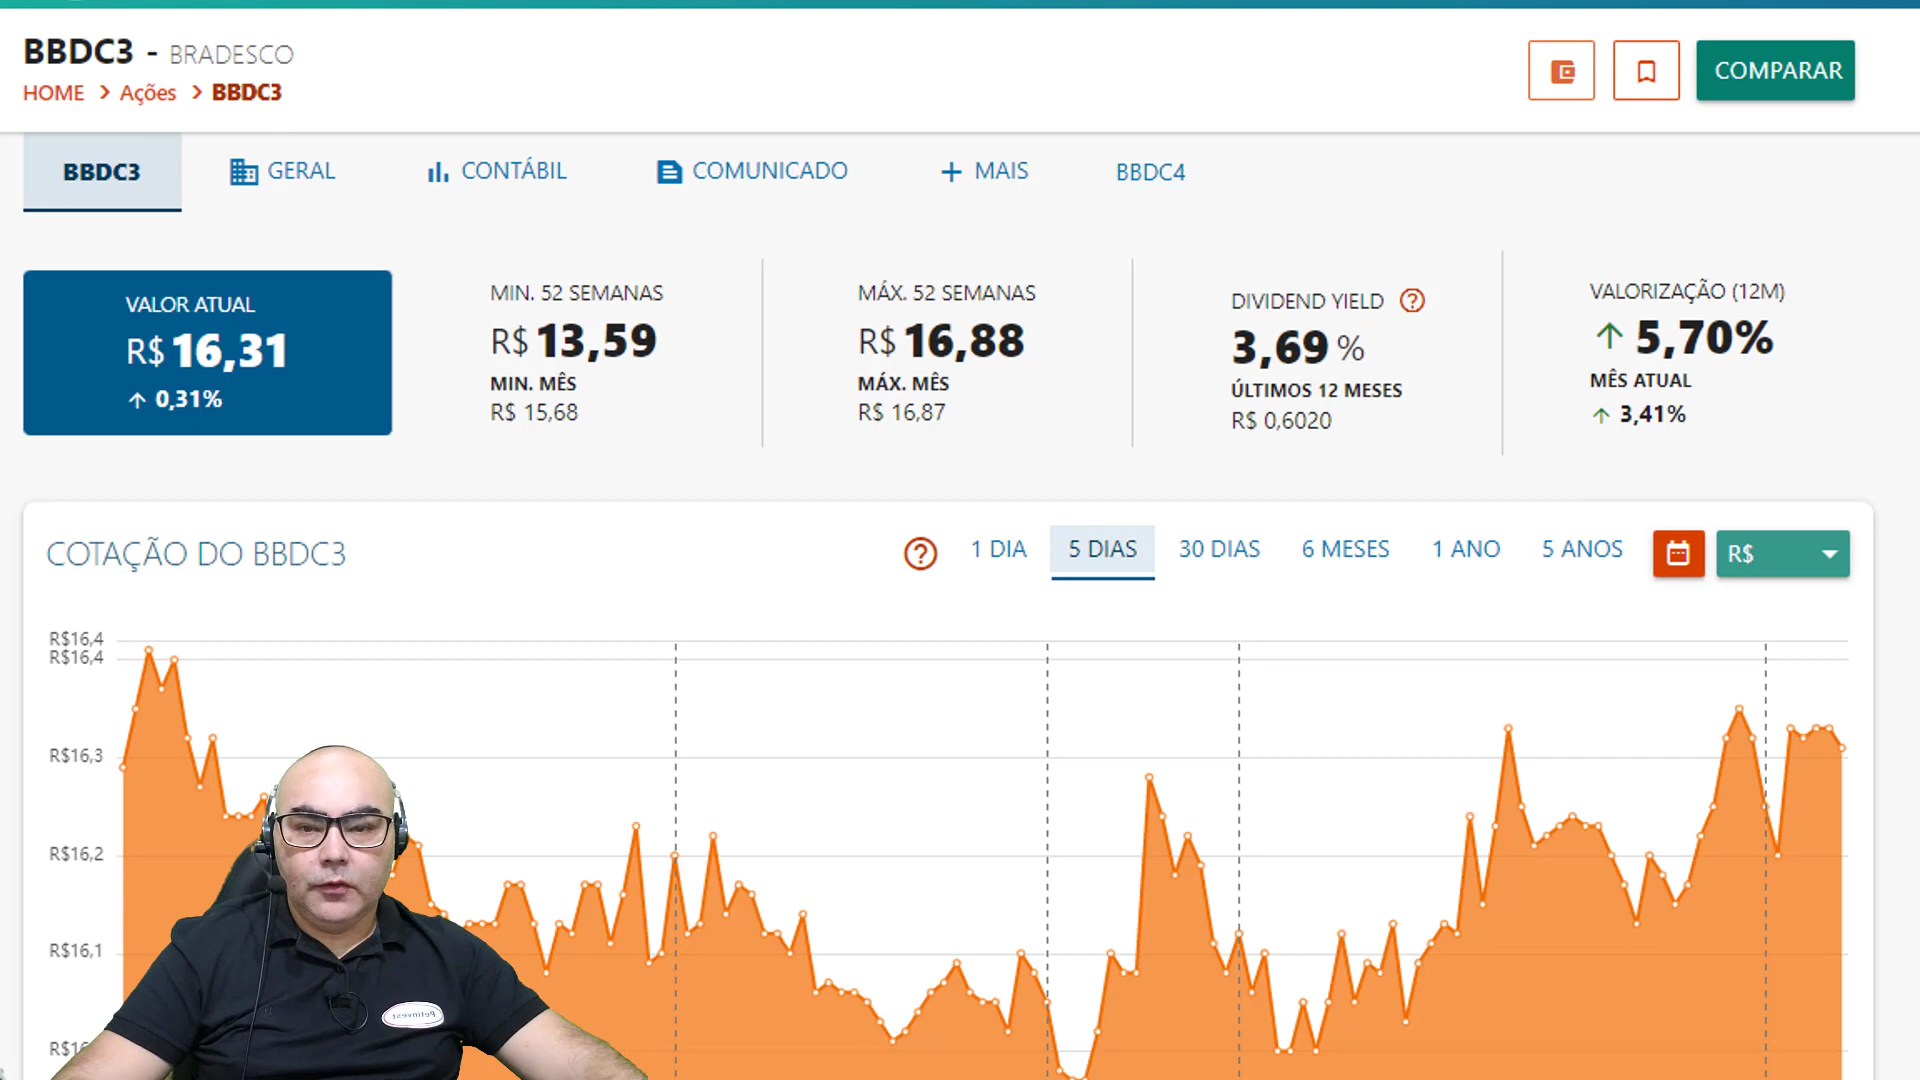 BBDC3 - BRADESCO
HOME > Ações > BBDC3
COMPARAR
BBDC3
GERAL
CONTÁBIL
COMUNICADO
+ MAIS
BBDC4
VALOR ATUAL
R$ 16,31
↑ 0,31%
MIN. 52 SEMANAS
R$ 13,59
MIN. MÊS
R$ 15,68
MÁX. 52 SEMANAS
R$ 16,88
MÁX. MÊS
R$ 16,87
DIVIDEND YIELD ?
3,69 %
ÚLTIMOS 12 MESES
R$ 0,6020
VALORIZAÇÃO (12M)
↑ 5,70%
MÊS ATUAL
↑ 3,41%
COTAÇÃO DO BBDC3
?
1 DIA
5 DIAS
30 DIAS
6 MESES
1 ANO
5 ANOS
R$
R$16,4
R$16,4
R$16,3
R$16,2
R$16,1
Petinvest